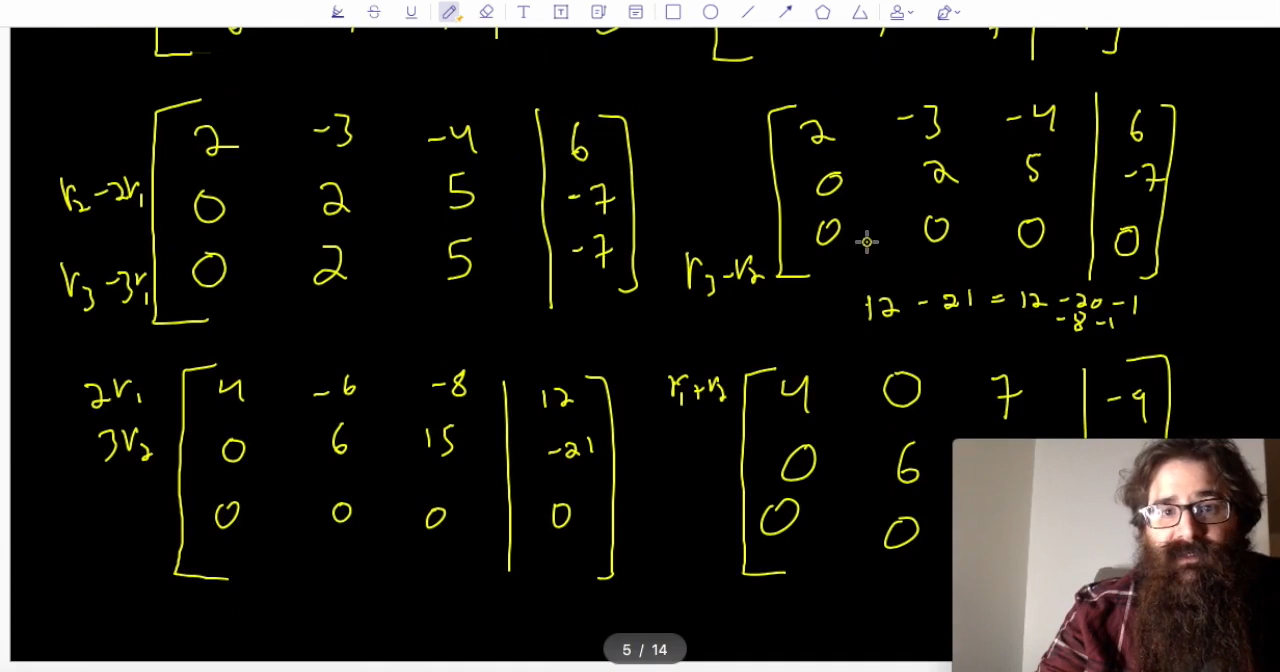 2 -3 -4 6
r₂ -2r₁ 0 2 5 -7
r₃ -3r₁ 0 2 5 -7
2 -3 -4 6
0 2 5 -7
r₃ -r₂ 0 0 0 0
12 - 21 = 12 -20 -1
-8 -1
2r₁ 4 -6 -8 12
3r₂ 0 6 15 -21
0 0 0 0
r₁+r₂ 4 0 7 -9
0 6
0 0
5 / 14